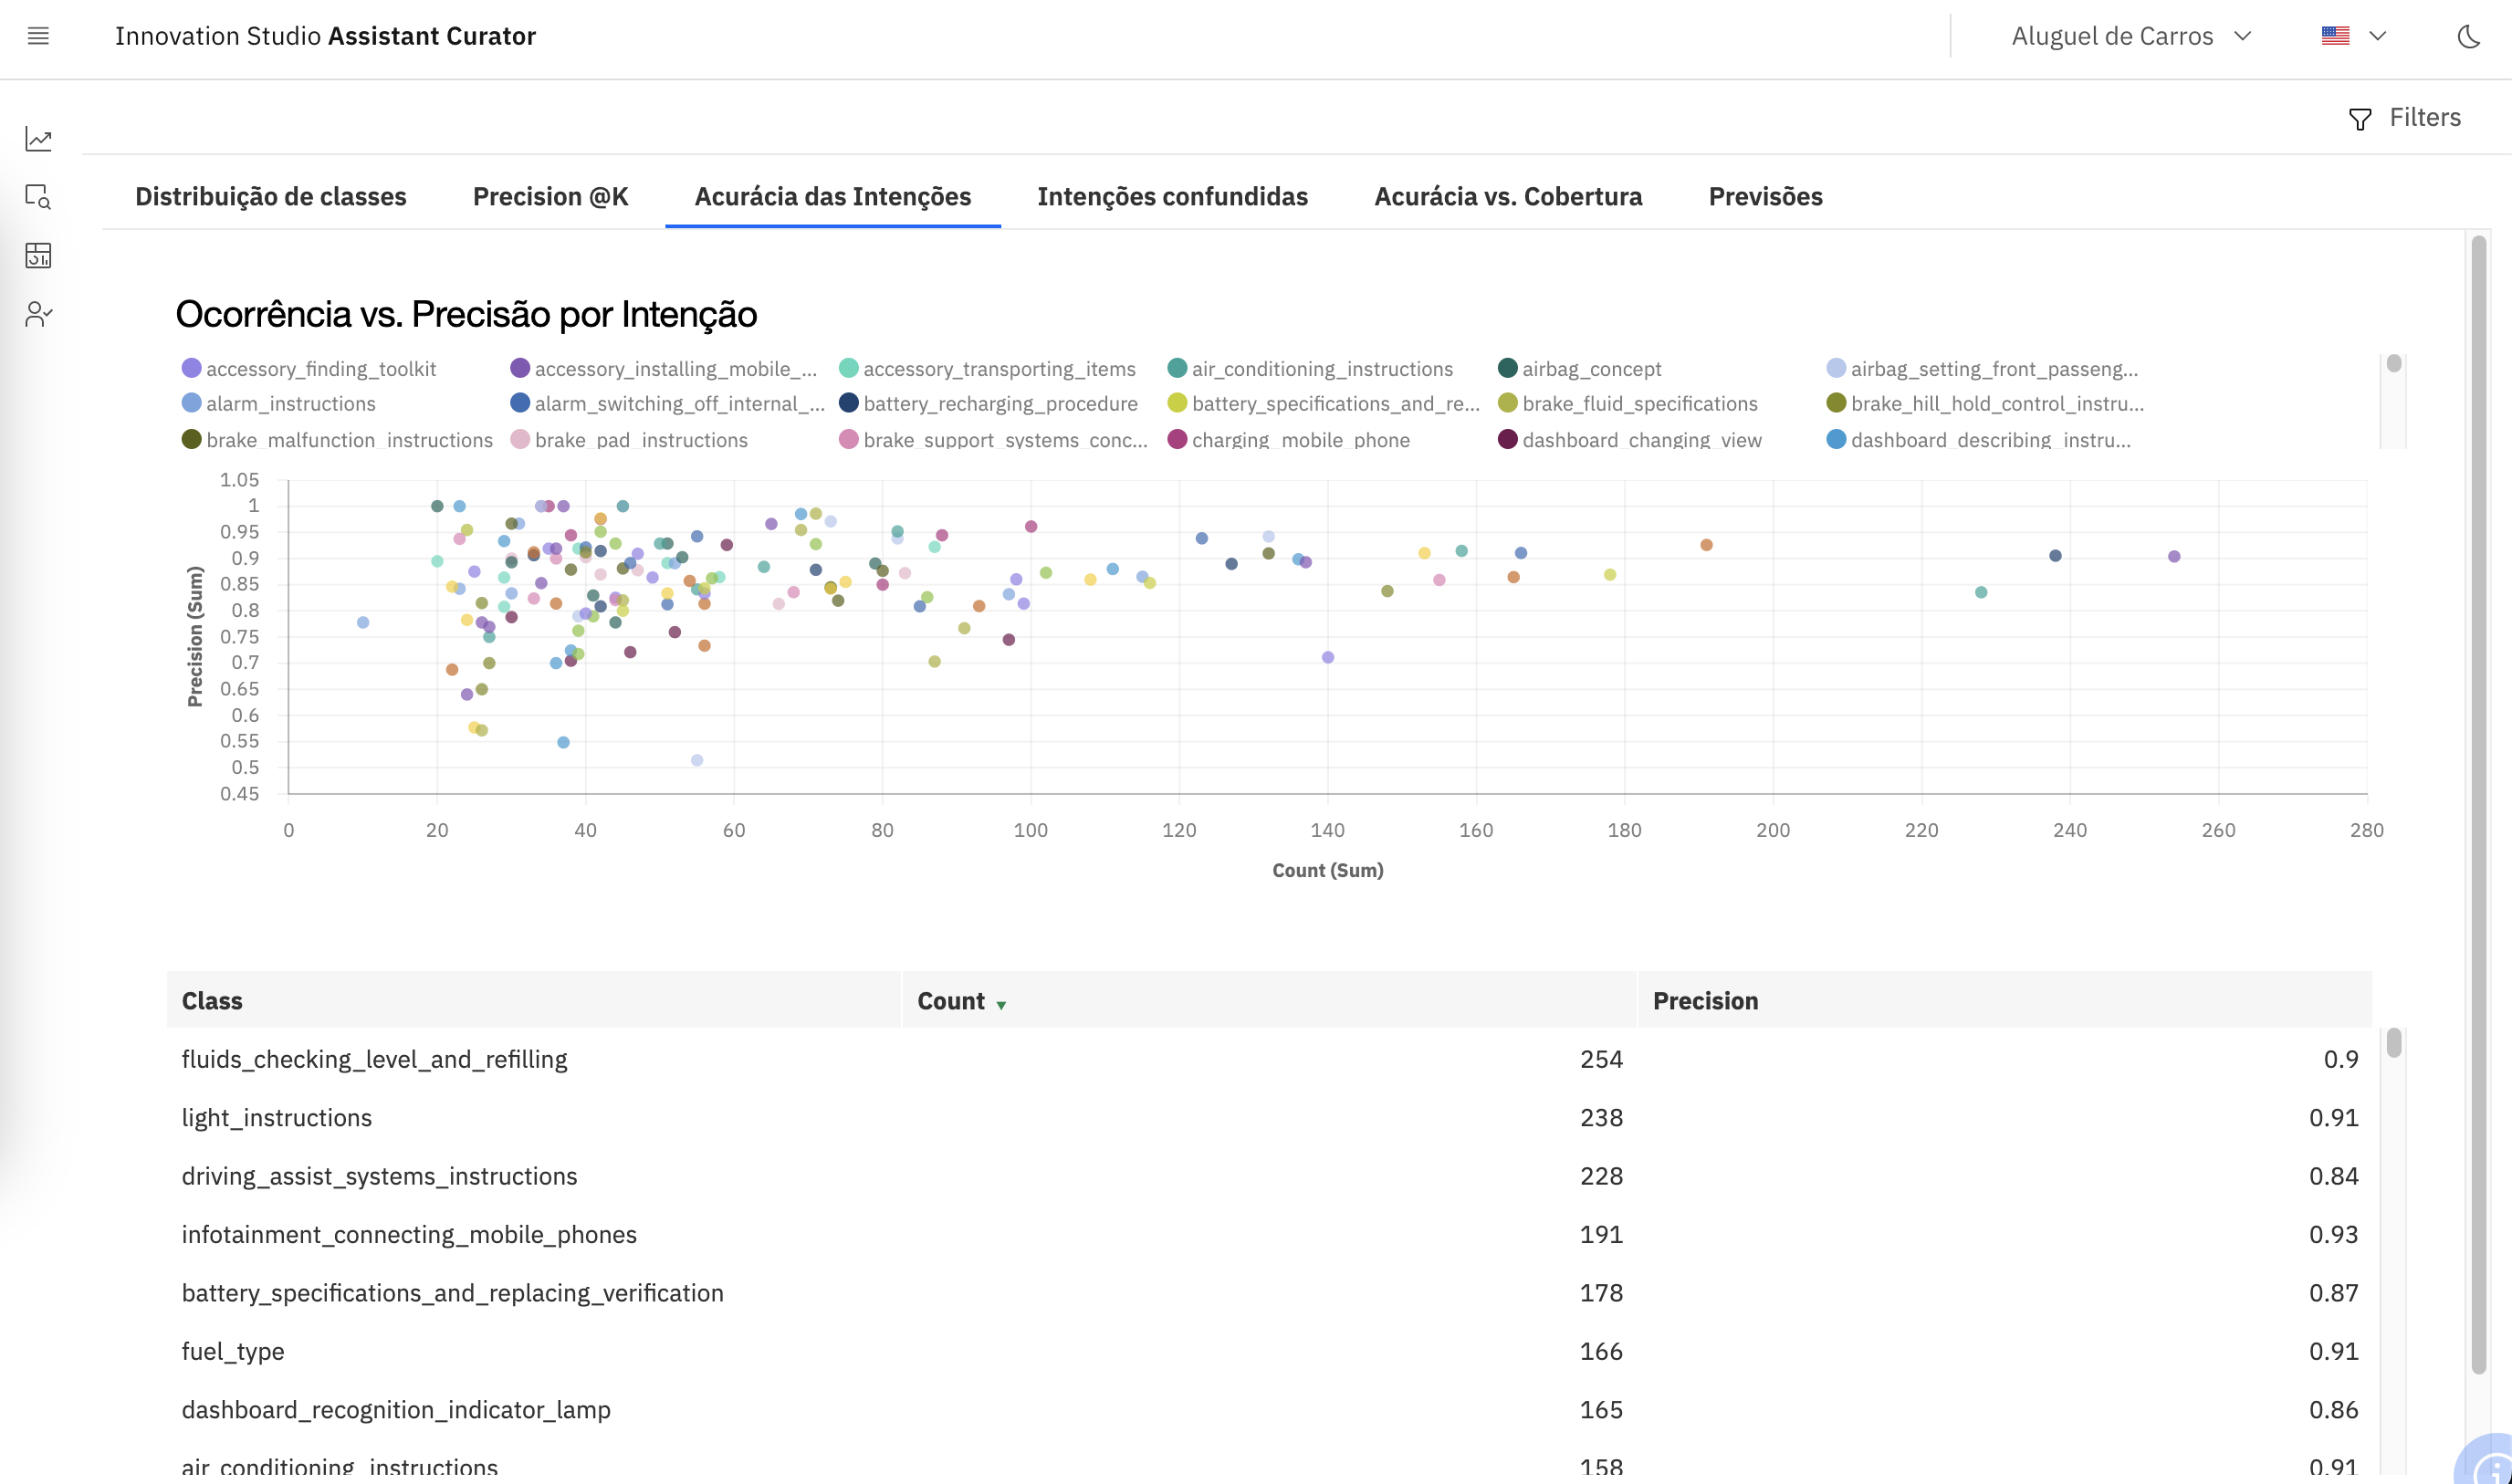 Innovation Studio Assistant Curator
Aluguel de Carros
Filters
Distribuição de classes Precision @K Acurácia das Intenções Intenções confundidas Acurácia vs. Cobertura Previsões
Ocorrência vs. Precisão por Intenção
accessory_finding_toolkit accessory_installing_mobile_... accessory_transporting_items air_conditioning_instructions airbag_concept airbag_setting_front_passeng...
alarm_instructions alarm_switching_off_internal_... battery_recharging_procedure battery_specifications_and_re... brake_fluid_specifications brake_hill_hold_control_instru...
brake_malfunction_instructions brake_pad_instructions brake_support_systems_conc... charging_mobile_phone dashboard_changing_view dashboard_describing_instru...
1.05
1
0.95
0.9
0.85
0.8
0.75
0.7
0.65
0.6
0.55
0.5
0.45
Precision (Sum)
0 20 40 60 80 100 120 140 160 180 200 220 240 260 280
Count (Sum)
Class Count Precision
fluids_checking_level_and_refilling 254 0.9
light_instructions 238 0.91
driving_assist_systems_instructions 228 0.84
infotainment_connecting_mobile_phones 191 0.93
battery_specifications_and_replacing_verification 178 0.87
fuel_type 166 0.91
dashboard_recognition_indicator_lamp 165 0.86
air_conditioning_instructions 158 0.91